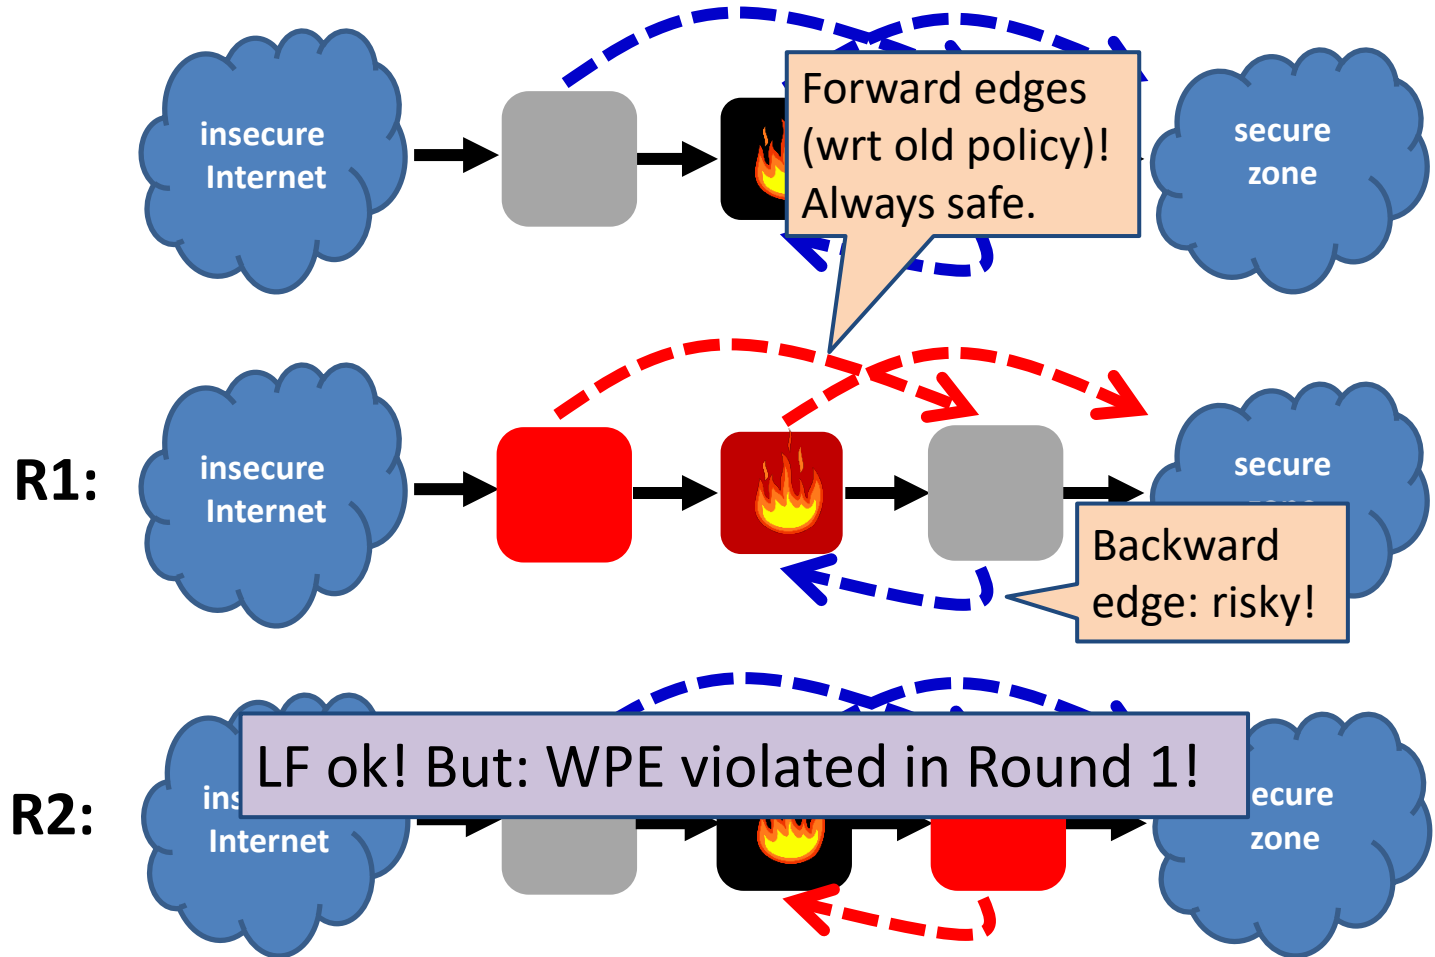 insecure
Internet
Forward edges
(wrt old policy)!
Always safe.
secure
zone
R1:
insecure
Internet
secure
Backward
edge: risky!
R2:
LF ok! But: WPE violated in Round 1!
Internet
zone